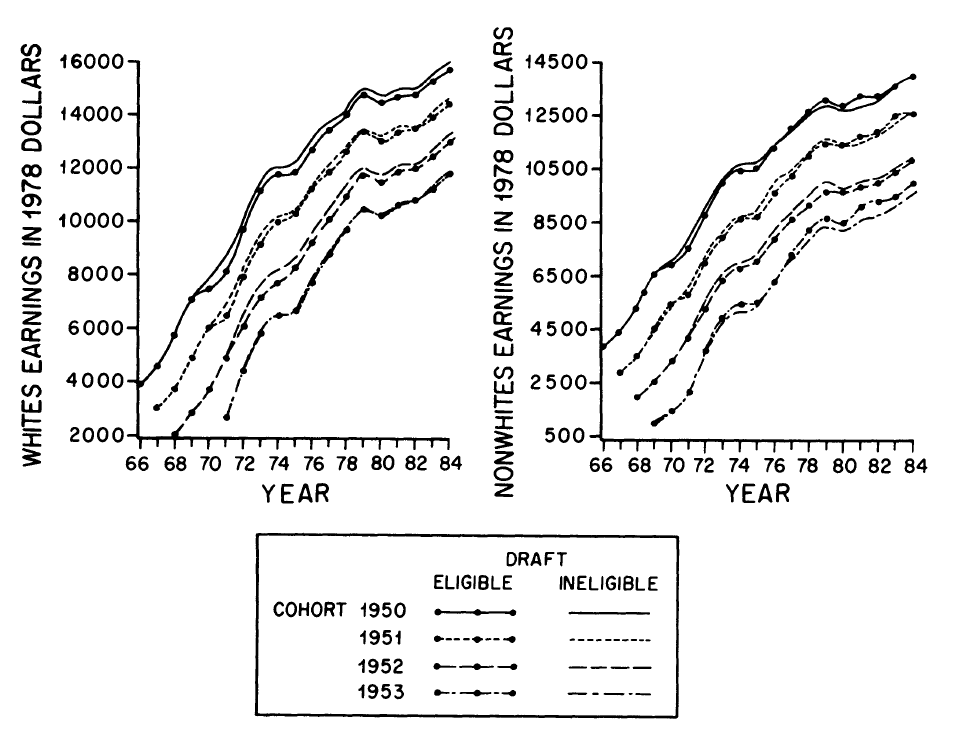 WHITES EARNINGS IN 1978 DOLLARS
16000
14000
12000
10000
8000
6000
4000
2000
66 68 70 72 74 76 78 80 82 84
YEAR
NONWHITES EARNINGS IN 1978 DOLLARS
14500
12500
10500
8500
6500
4500
2500
500
66 68 70 72 74 76 78 80 82 84
YEAR
DRAFT
ELIGIBLE INELIGIBLE
COHORT 1950
1951
1952
1953